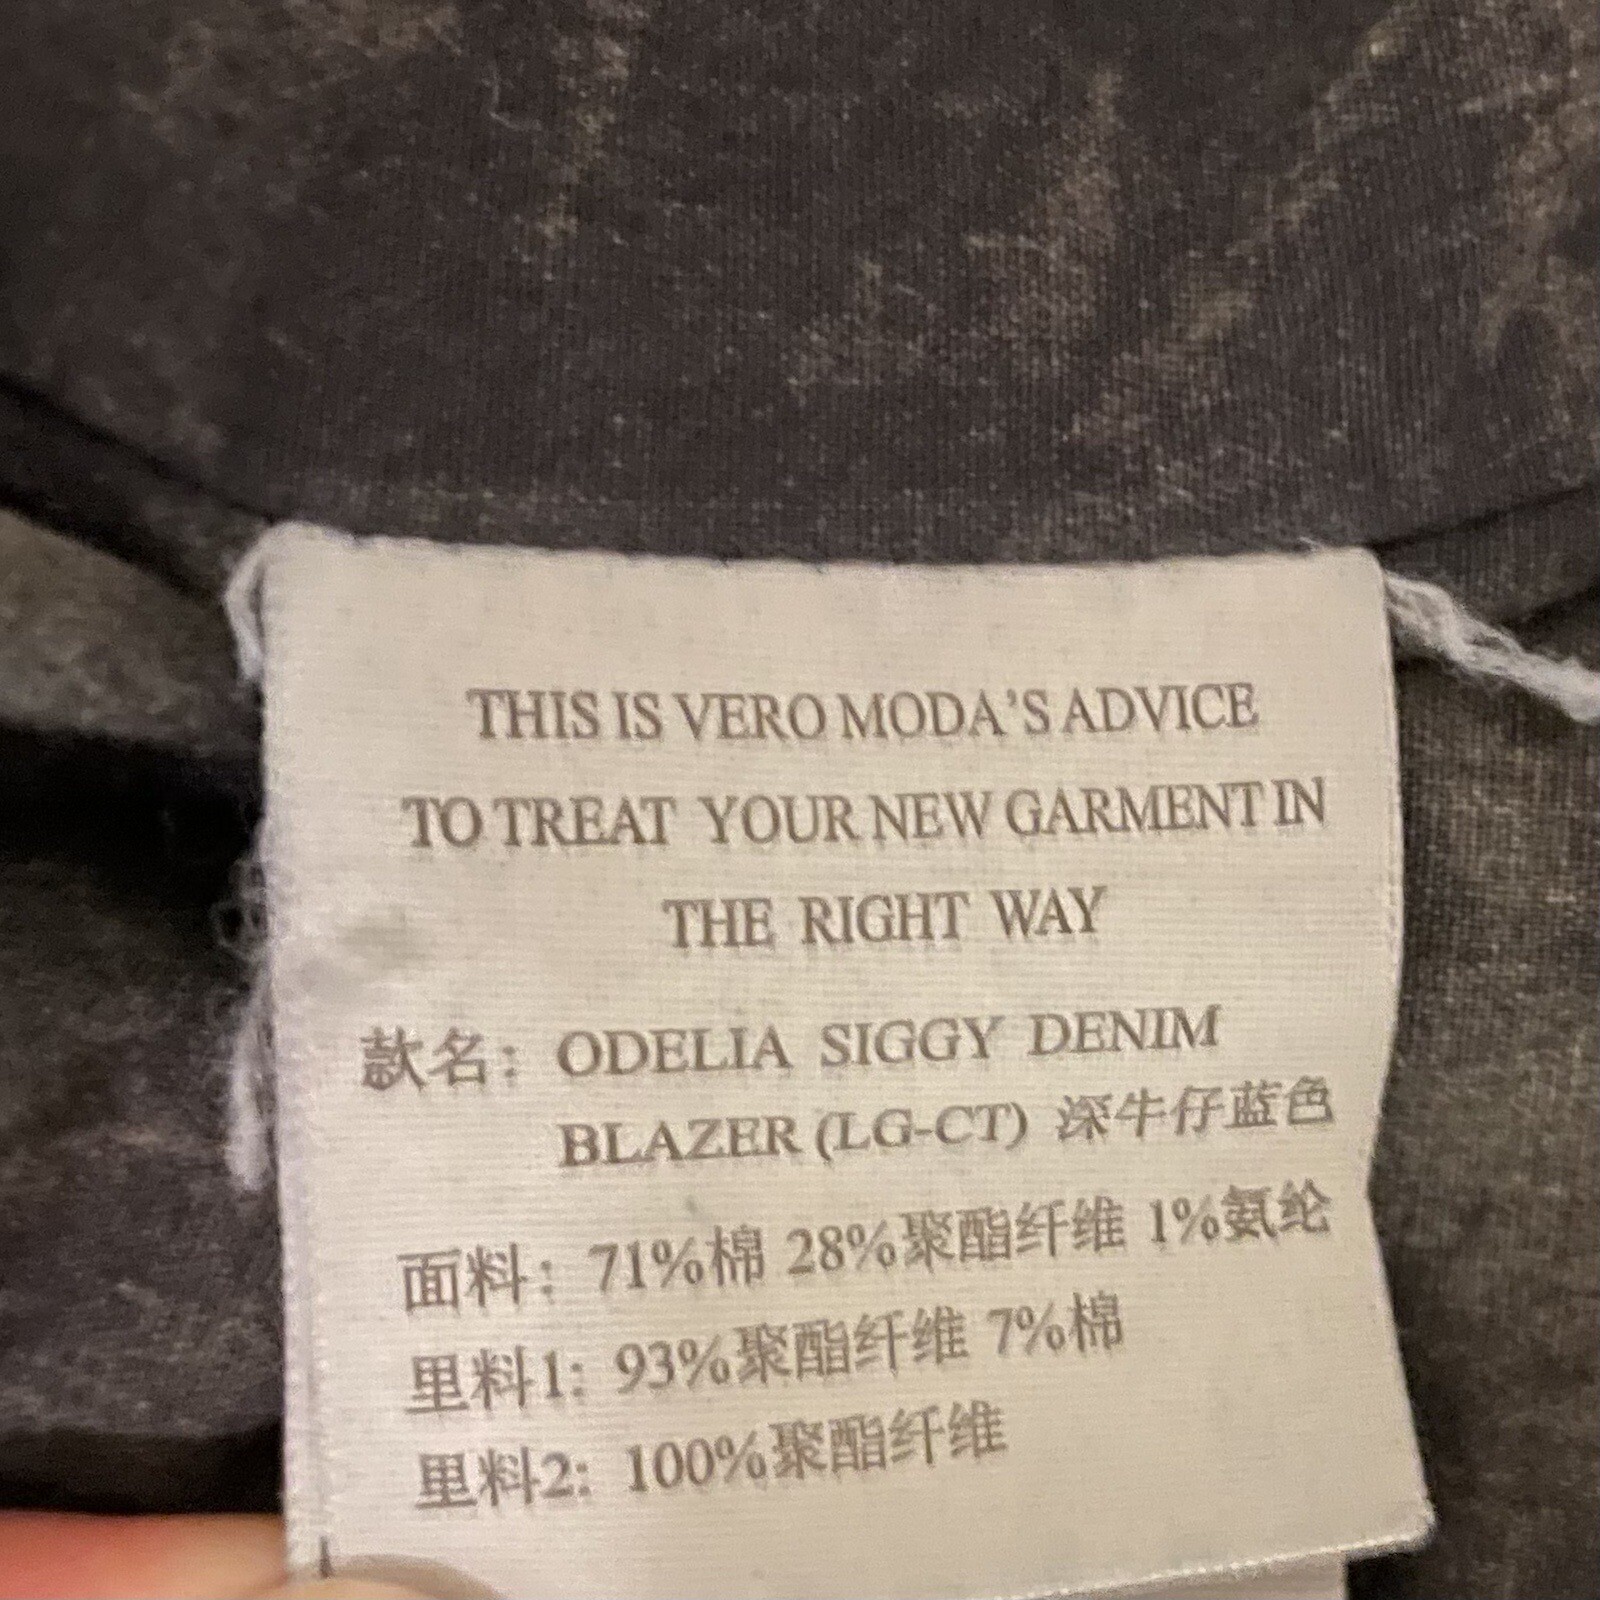 THIS IS VERO MODA'S ADVICE
TO TREAT YOUR NEW GARMENT IN
THE RIGHT WAY
款名: ODELIA SIGGY DENIM
BLAZER (LG-CT) 深牛仔蓝色
面料: 71%棉 28%聚酯纤维 1%氨纶
里料1: 93%聚酯纤维 7%棉
里料2: 100%聚酯纤维